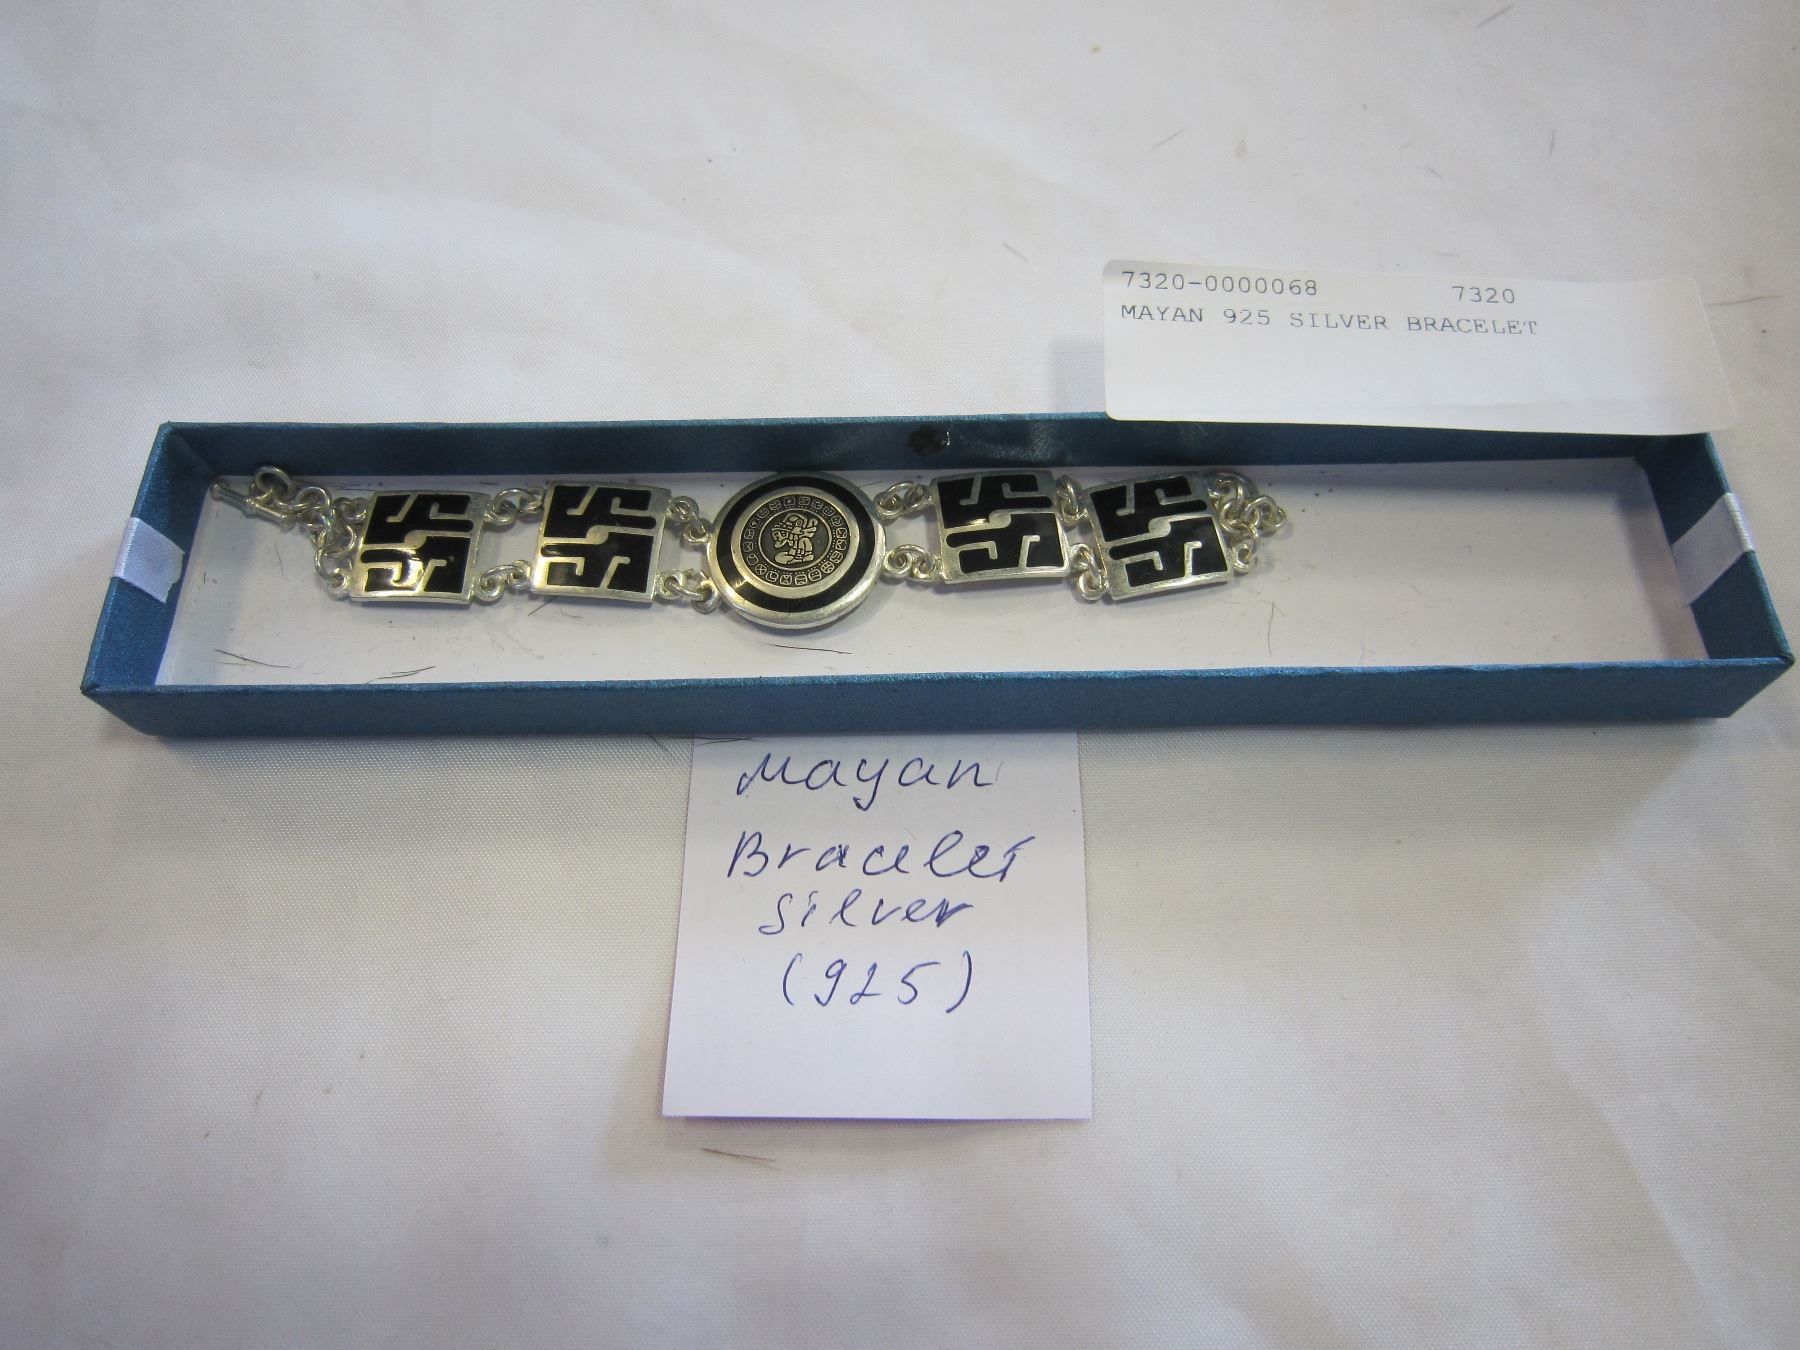 7320-0000068 7320
MAYAN 925 SILVER BRACELET
Mayan
Bracelet
silver
(925)